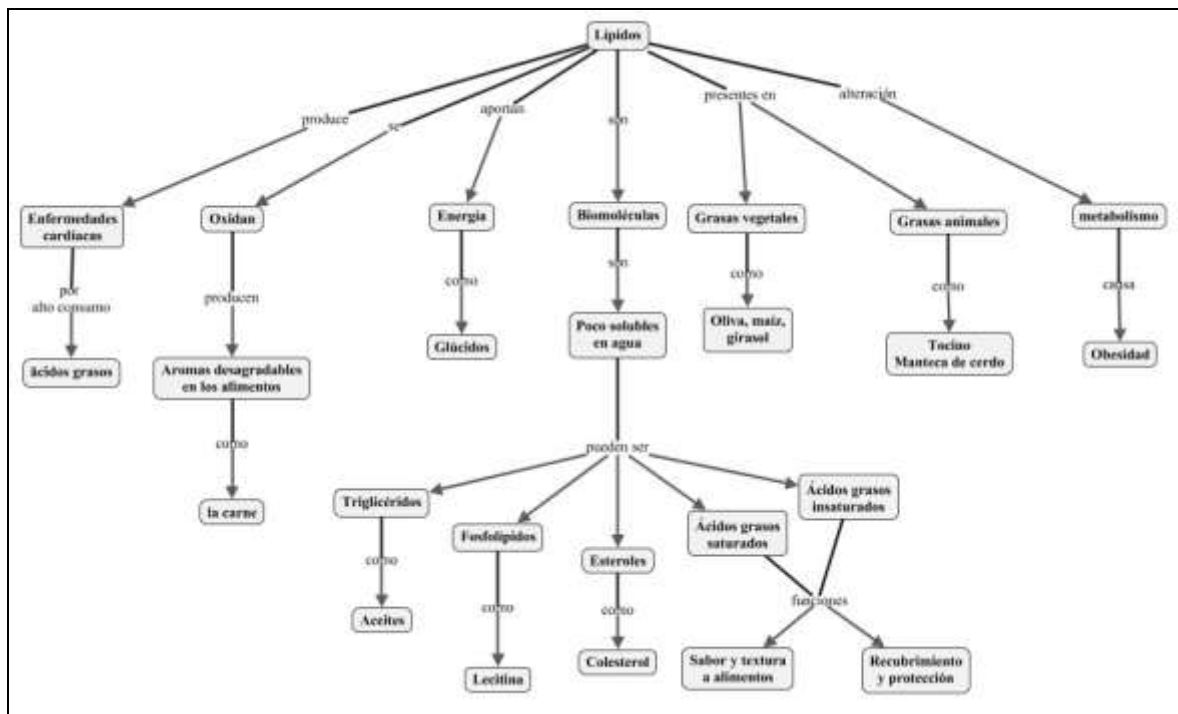 Lípidos
produce
se
aportan
son
presentes en
alteración
Enfermedades
cardíacas
Oxidan
Energía
Biomoléculas
Grasas vegetales
Grasas animales
metabolismo
por
alto consumo
producen
como
son
como
como
causa
ácidos grasos
Aromas desagradables
en los alimentos
Glúcidos
Poco solubles
en agua
Oliva, maíz,
girasol
Tocino
Manteca de cerdo
Obesidad
como
la carne
pueden ser
Triglicéridos
Fosfolípidos
Esteroles
Ácidos grasos
saturados
Ácidos grasos
insaturados
como
como
como
funciones
Aceites
Lecitina
Colesterol
Sabor y textura
a alimentos
Recubrimiento
y protección